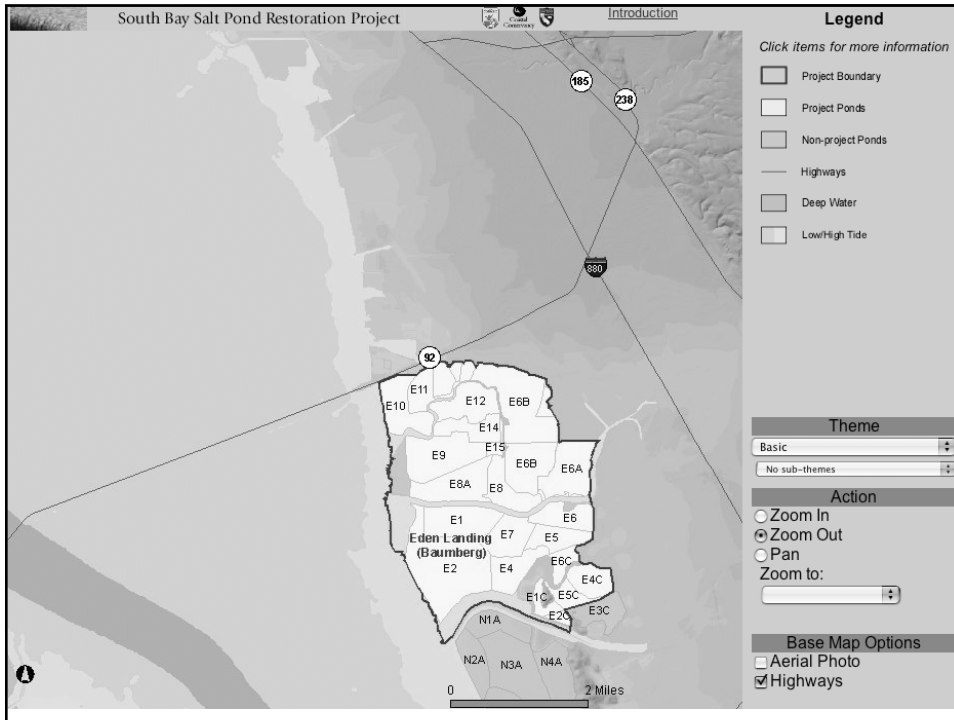 South Bay Salt Pond Restoration Project
Coastal
Conservancy
Introduction
Legend
Click items for more information
Project Boundary
Project Ponds
Non-project Ponds
Highways
Deep Water
Low/High Tide
185
238
880
92
E11
E10
E12
E6B
E14
E15
E9
E6B
E6A
E8A
E8
E1
E6
E7
E5
Eden Landing
(Baumberg)
E2
E4
E6C
E4C
E1C
E5C
E2C
E3C
N1A
N2A
N3A
N4A
0
2 Miles
Theme
Basic
No sub-themes
Action
Zoom In
Zoom Out
Pan
Zoom to:
Base Map Options
Aerial Photo
Highways